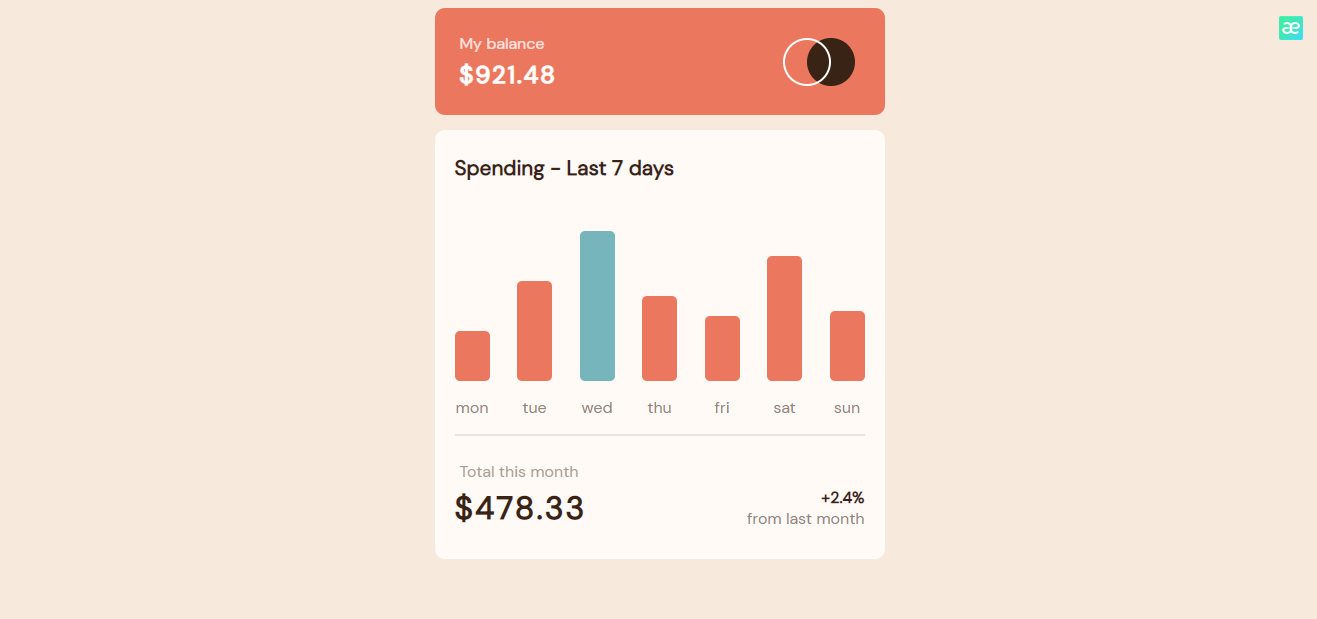 My balance
$921.48
æ
Spending - Last 7 days
mon tue wed thu fri sat sun
Total this month
$478.33
+2.4%
from last month